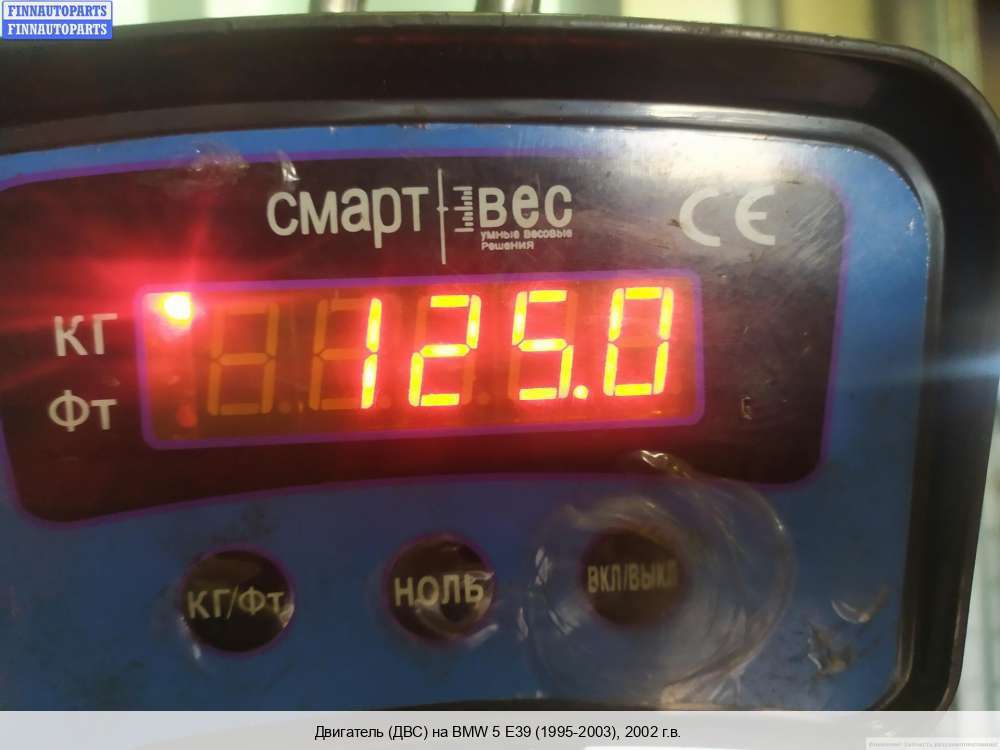 FINNAUTOPARTS
FINNAUTOPARTS
смарт вес
умные весовые
решения
CE
кг
Фт
125.0
кг/Фт
НОЛЬ
ВКЛ/ВЫКЛ
Двигатель (ДВС) на BMW 5 E39 (1995-2003), 2002 г.в.